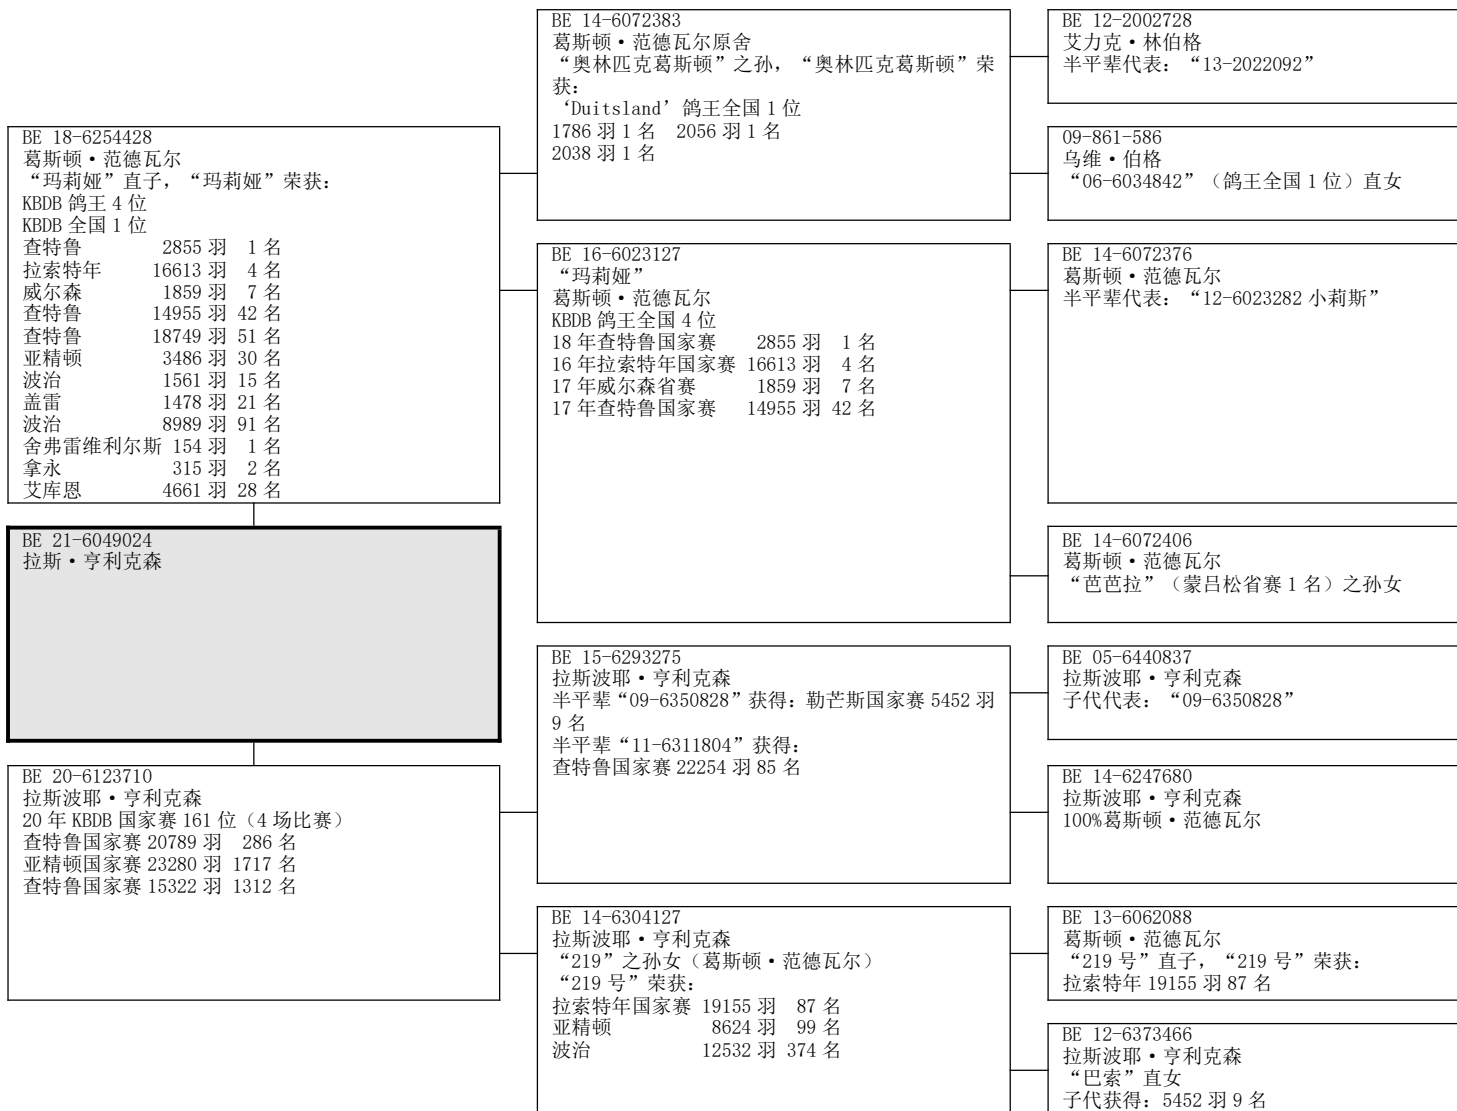 BE 18-6254428
葛斯顿·范德瓦尔
“玛莉娅”直子，“玛莉娅”荣获：
KBDB 鸽王 4 位
KBDB 全国 1 位
查特鲁 2855 羽 1 名
拉索特年 16613 羽 4 名
威尔森 1859 羽 7 名
查特鲁 14955 羽 42 名
查特鲁 18749 羽 51 名
亚精顿 3486 羽 30 名
波治 1561 羽 15 名
盖雷 1478 羽 21 名
波治 8989 羽 91 名
舍弗雷维利尔斯 154 羽 1 名
拿永 315 羽 2 名
艾库恩 4661 羽 28 名
BE 21-6049024
拉斯·亨利克森
BE 20-6123710
拉斯波耶·亨利克森
20 年 KBDB 国家赛 161 位（4 场比赛）
查特鲁国家赛 20789 羽 286 名
亚精顿国家赛 23280 羽 1717 名
查特鲁国家赛 15322 羽 1312 名
BE 14-6072383
葛斯顿·范德瓦尔原舍
“奥林匹克葛斯顿”之孙，“奥林匹克葛斯顿”荣
获：
‘Duitsland’鸽王全国 1 位
1786 羽 1 名 2056 羽 1 名
2038 羽 1 名
BE 16-6023127
“玛莉娅”
葛斯顿·范德瓦尔
KBDB 鸽王全国 4 位
18 年查特鲁国家赛 2855 羽 1 名
16 年拉索特年国家赛 16613 羽 4 名
17 年威尔森省赛 1859 羽 7 名
17 年查特鲁国家赛 14955 羽 42 名
BE 15-6293275
拉斯波耶·亨利克森
半平辈“09-6350828”获得：勒芒斯国家赛 5452 羽
9 名
半平辈“11-6311804”获得：
查特鲁国家赛 22254 羽 85 名
BE 14-6304127
拉斯波耶·亨利克森
“219”之孙女（葛斯顿·范德瓦尔）
“219 号”荣获：
拉索特年国家赛 19155 羽 87 名
亚精顿 8624 羽 99 名
波治 12532 羽 374 名
BE 12-2002728
艾力克·林伯格
半平辈代表：“13-2022092”
09-861-586
乌维·伯格
“06-6034842”（鸽王全国 1 位）直女
BE 14-6072376
葛斯顿·范德瓦尔
半平辈代表：“12-6023282 小莉斯”
BE 14-6072406
葛斯顿·范德瓦尔
“芭芭拉”（蒙吕松省赛 1 名）之孙女
BE 05-6440837
拉斯波耶·亨利克森
子代代表：“09-6350828”
BE 14-6247680
拉斯波耶·亨利克森
100%葛斯顿·范德瓦尔
BE 13-6062088
葛斯顿·范德瓦尔
“219 号”直子，“219 号”荣获：
拉索特年 19155 羽 87 名
BE 12-6373466
拉斯波耶·亨利克森
“巴索”直女
子代获得：5452 羽 9 名